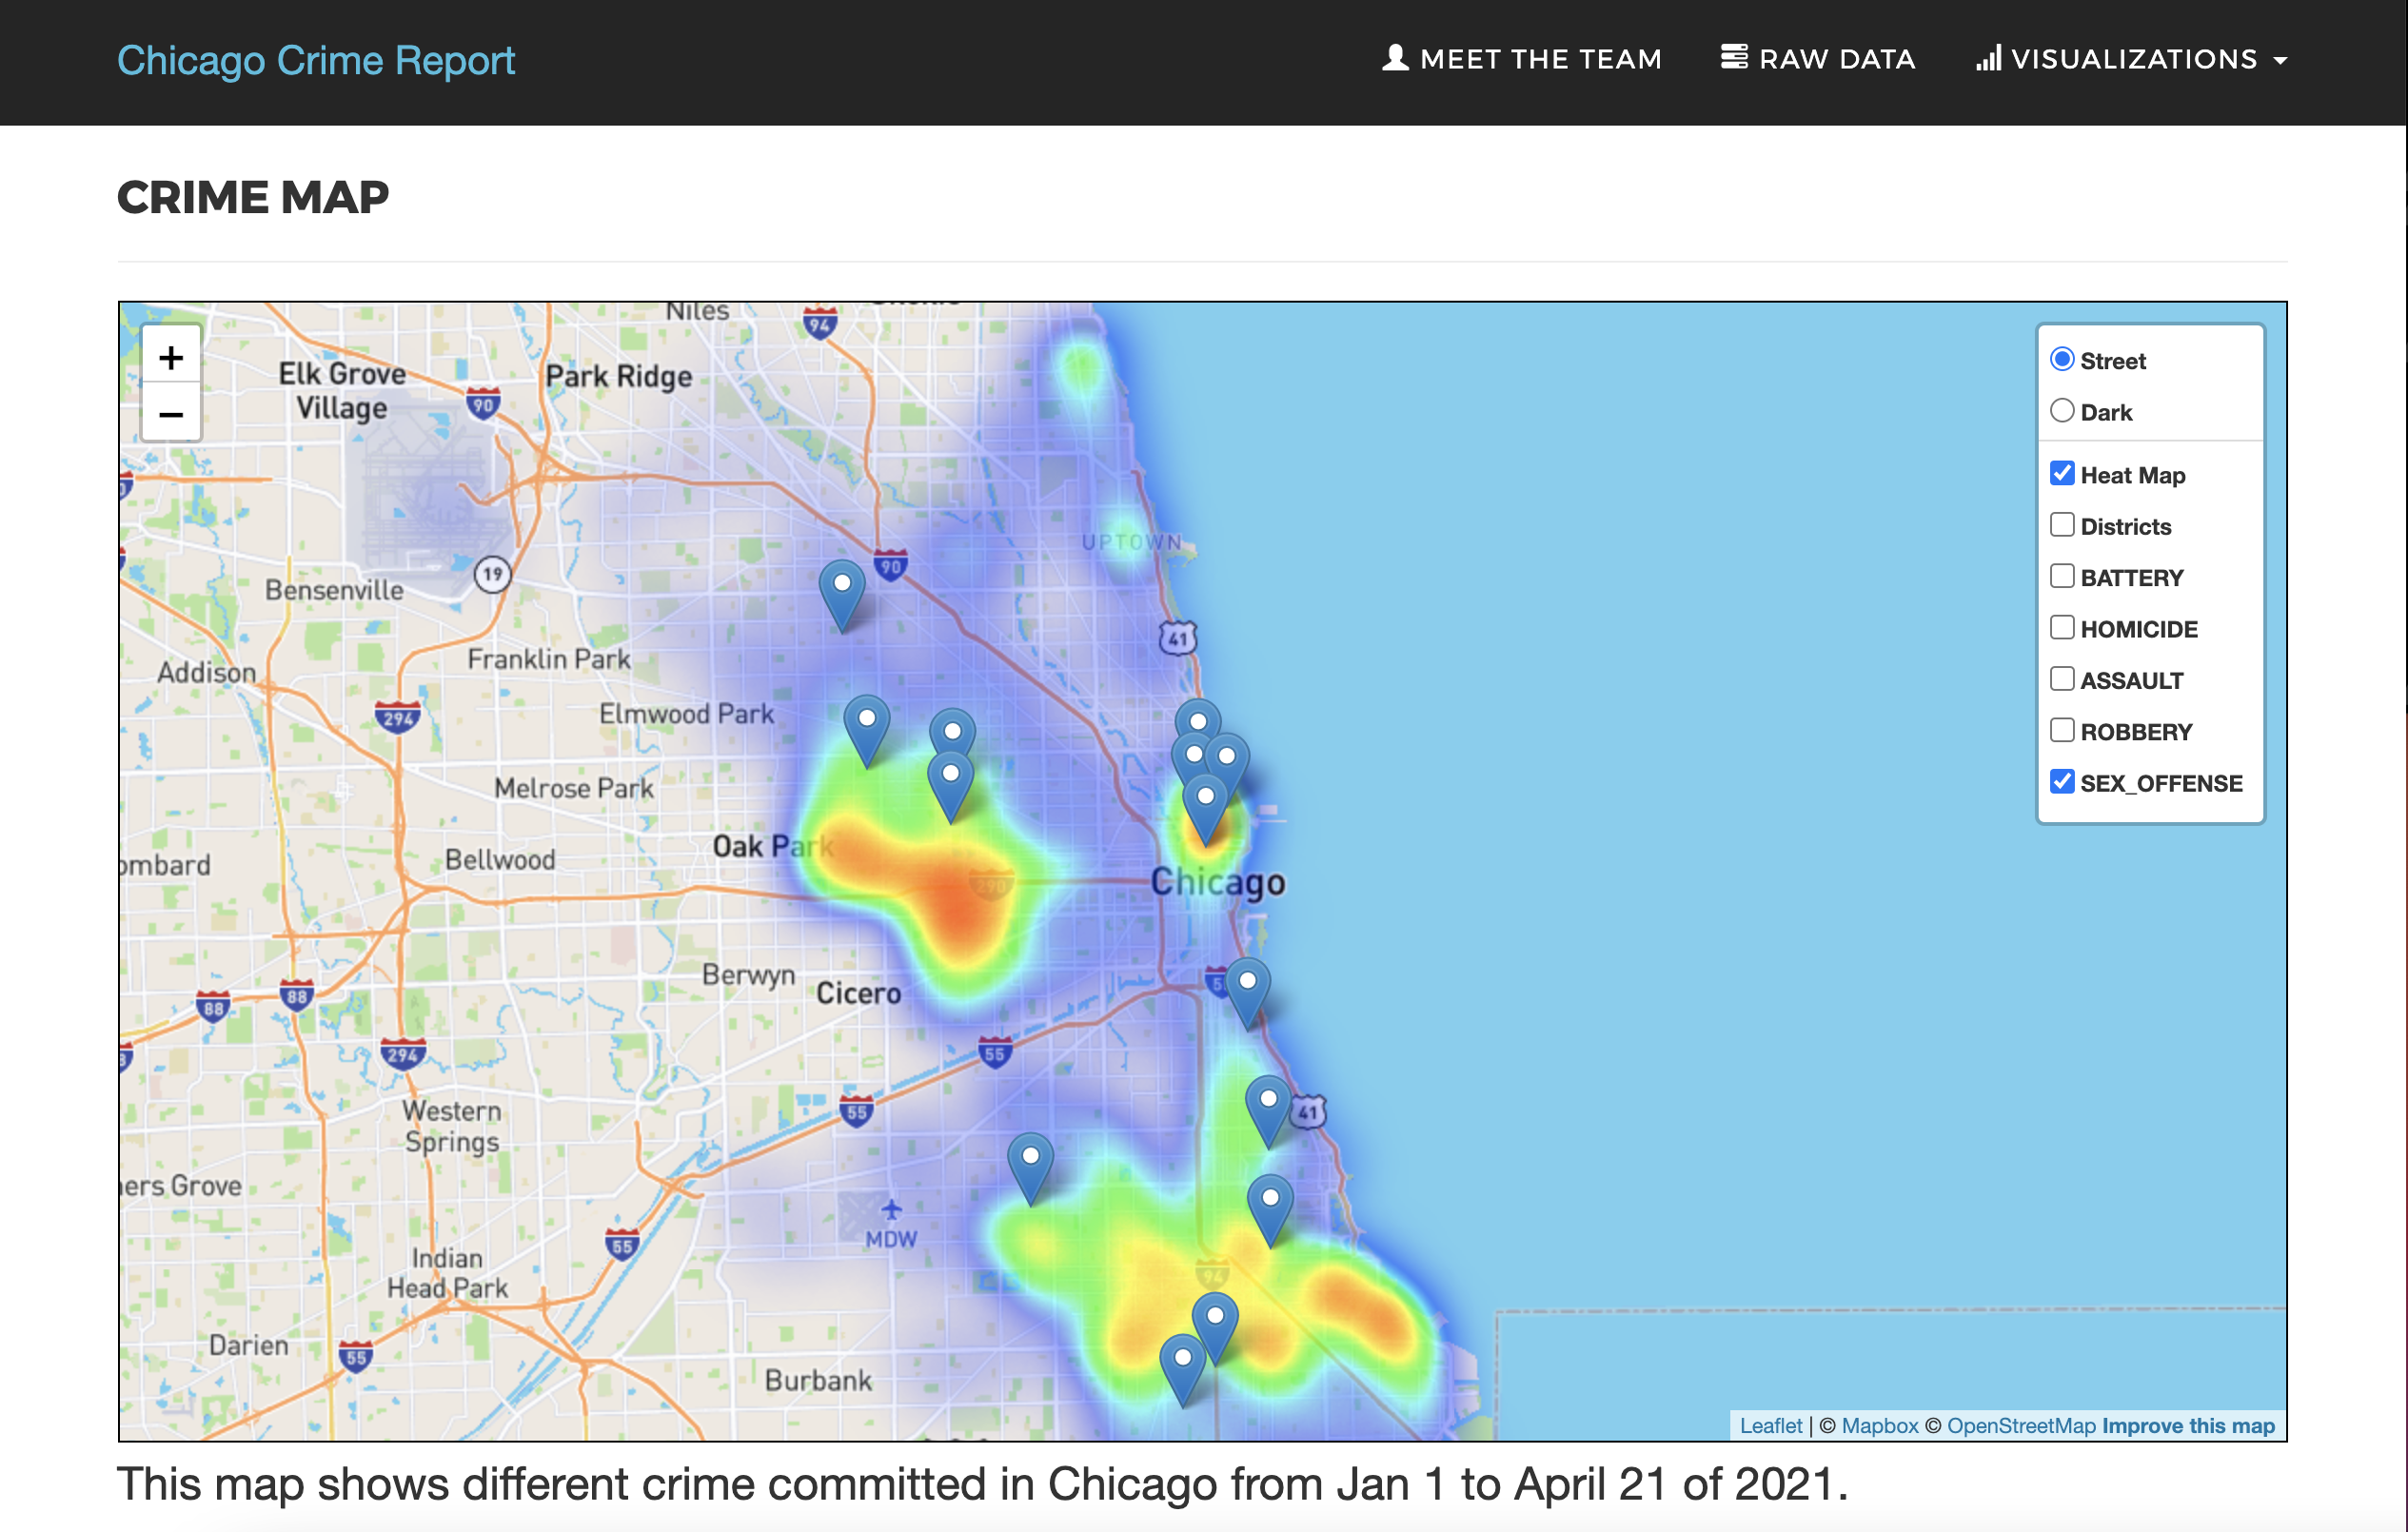 Chicago Crime Report
MEET THE TEAM
RAW DATA
VISUALIZATIONS
CRIME MAP
+
−
Niles
94
Elk Grove
Village
Park Ridge
90
Street
Dark
Heat Map
Districts
BATTERY
HOMICIDE
ASSAULT
ROBBERY
SEX_OFFENSE
UPTOWN
90
19
Bensenville
41
Franklin Park
Addison
294
Elmwood Park
Melrose Park
Oak Park
Bellwood
ombard
290
Chicago
Berwyn
Cicero
88
88
294
55
55
41
Western
Springs
ners Grove
MDW
55
Indian
Head Park
94
Darien
55
Burbank
Leaflet | © Mapbox © OpenStreetMap Improve this map
This map shows different crime committed in Chicago from Jan 1 to April 21 of 2021.